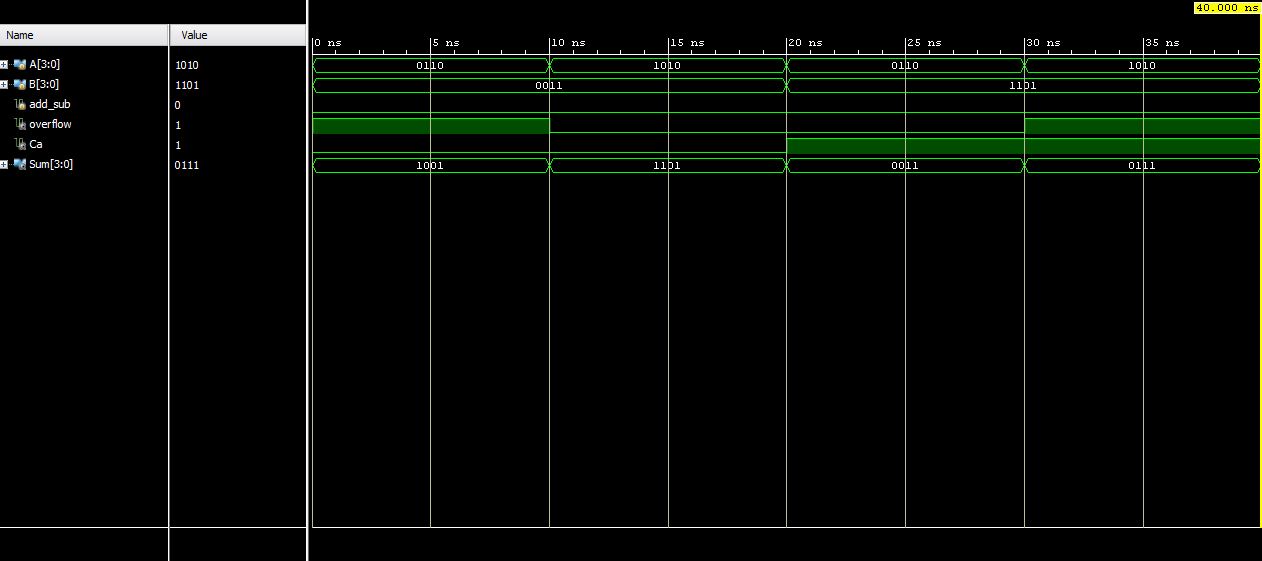 40.000 ns
Name Value
0 ns 5 ns 10 ns 15 ns 20 ns 25 ns 30 ns 35 ns
A[3:0] 1010 0110 1010 0110 1010
B[3:0] 1101 0011 1101
add_sub 0
overflow 1
Ca 1
Sum[3:0] 0111 1001 1101 0011 0111